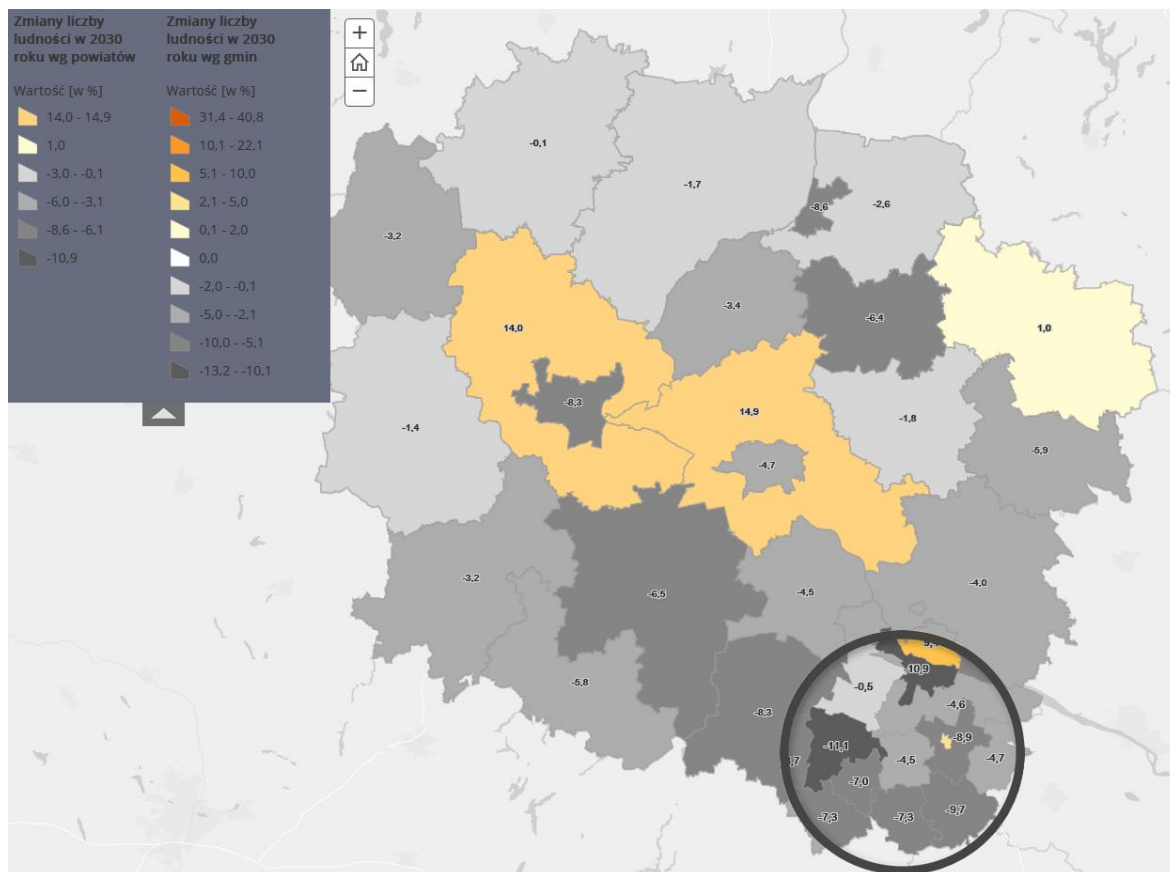 Zmiany liczby
ludności w 2030
roku wg powiatów
Wartość [w %]
14,0 - 14,9
1,0
-3,0 - -0,1
-6,0 - -3,1
-8,6 - -6,1
-10,9
Zmiany liczby
ludności w 2030
roku wg gmin
Wartość [w %]
31,4 - 40,8
10,1 - 22,1
5,1 - 10,0
2,1 - 5,0
0,1 - 2,0
0,0
-2,0 - -0,1
-5,0 - -2,1
-10,0 - -5,1
-13,2 - -10,1
+
−
-0,1
-1,7
-2,6
-8,6
-3,2
-3,4
-6,4
14,0
1,0
-8,3
14,9
-1,8
-1,4
-5,9
-4,7
-3,2
-6,5
-4,5
-4,0
-5,8
-8,3
-10,9
-0,5
-4,6
-8,9
-11,1
-4,5
-4,7
-7,0
-7,3
-7,3
-9,7